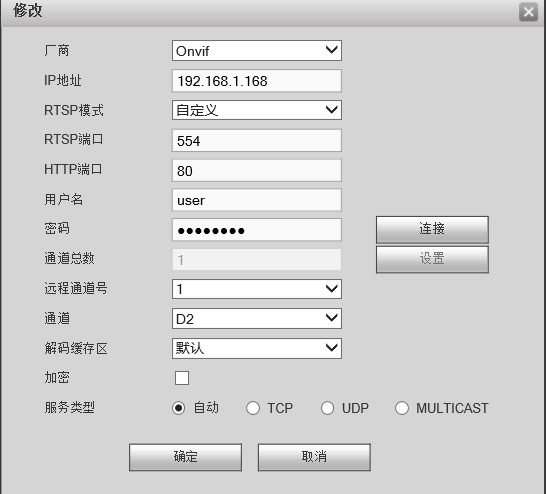 修改
厂商 Onvif
IP地址 192.168.1.168
RTSP模式 自定义
RTSP端口 554
HTTP端口 80
用户名 user
密码 ●●●●●●●● 连接
通道总数 1 设置
远程通道号 1
通道 D2
解码缓存区 默认
加密
服务类型 自动 TCP UDP MULTICAST
确定 取消